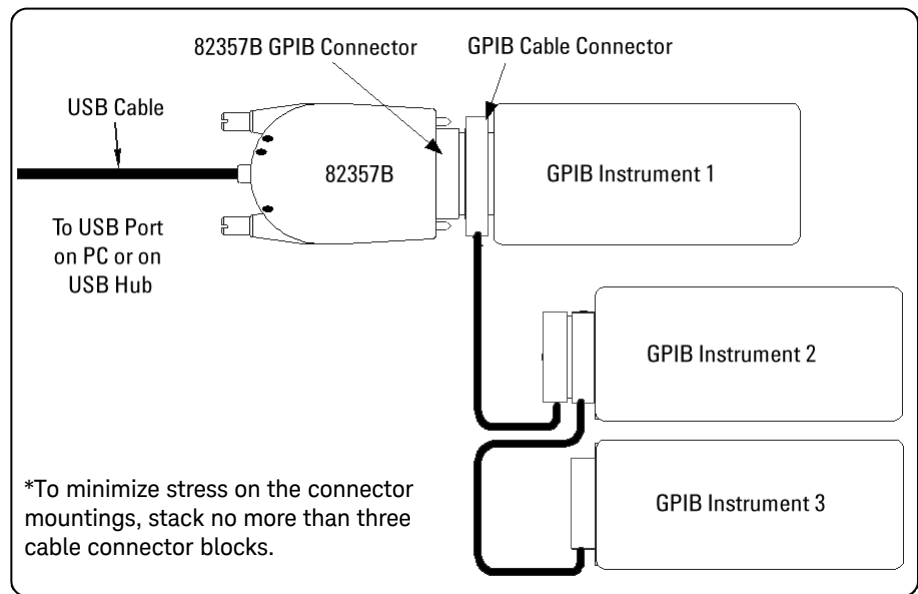 82357B GPIB Connector
GPIB Cable Connector
USB Cable
82357B
GPIB Instrument 1
To USB Port
on PC or on
USB Hub
GPIB Instrument 2
GPIB Instrument 3
*To minimize stress on the connector
mountings, stack no more than three
cable connector blocks.